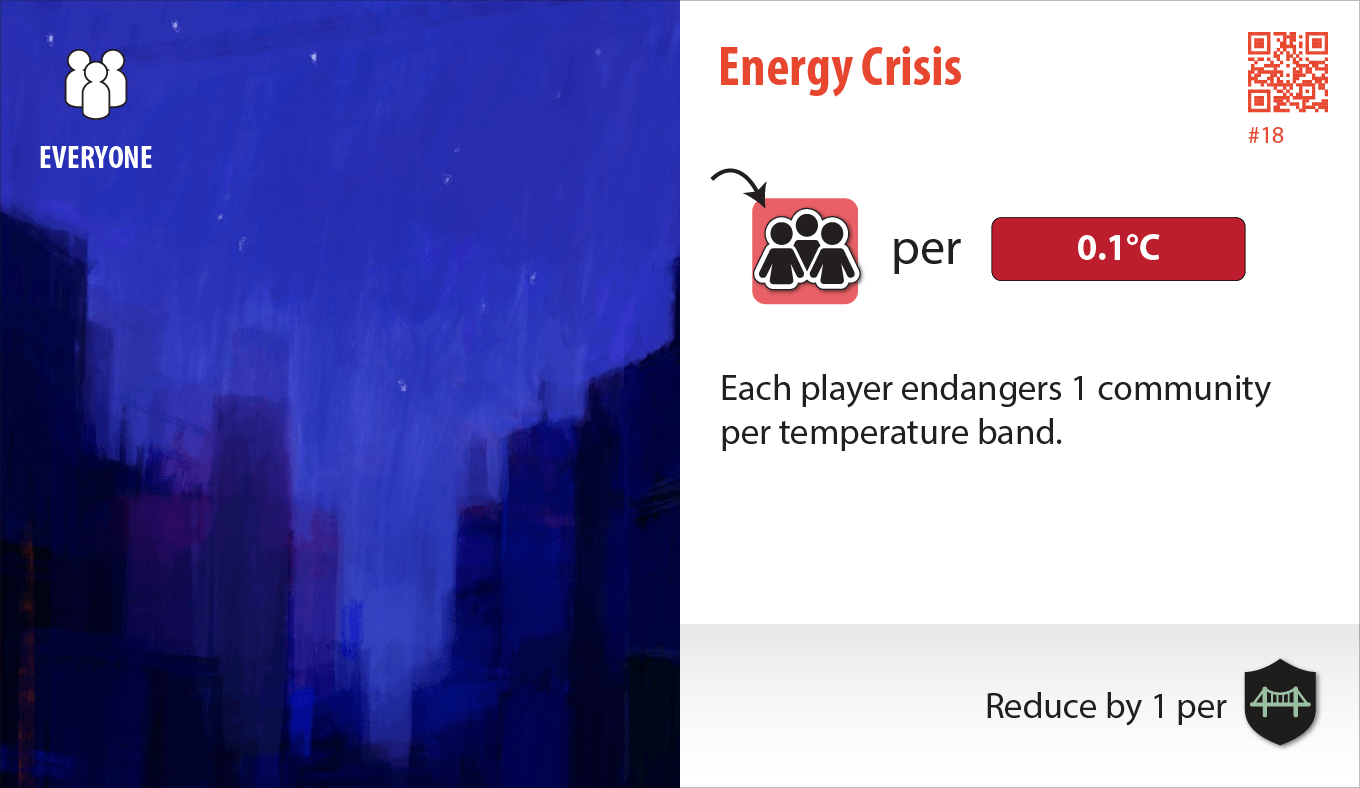 EVERYONE
Energy Crisis
#18
per
0.1°C
Each player endangers 1 community
per temperature band.
Reduce by 1 per